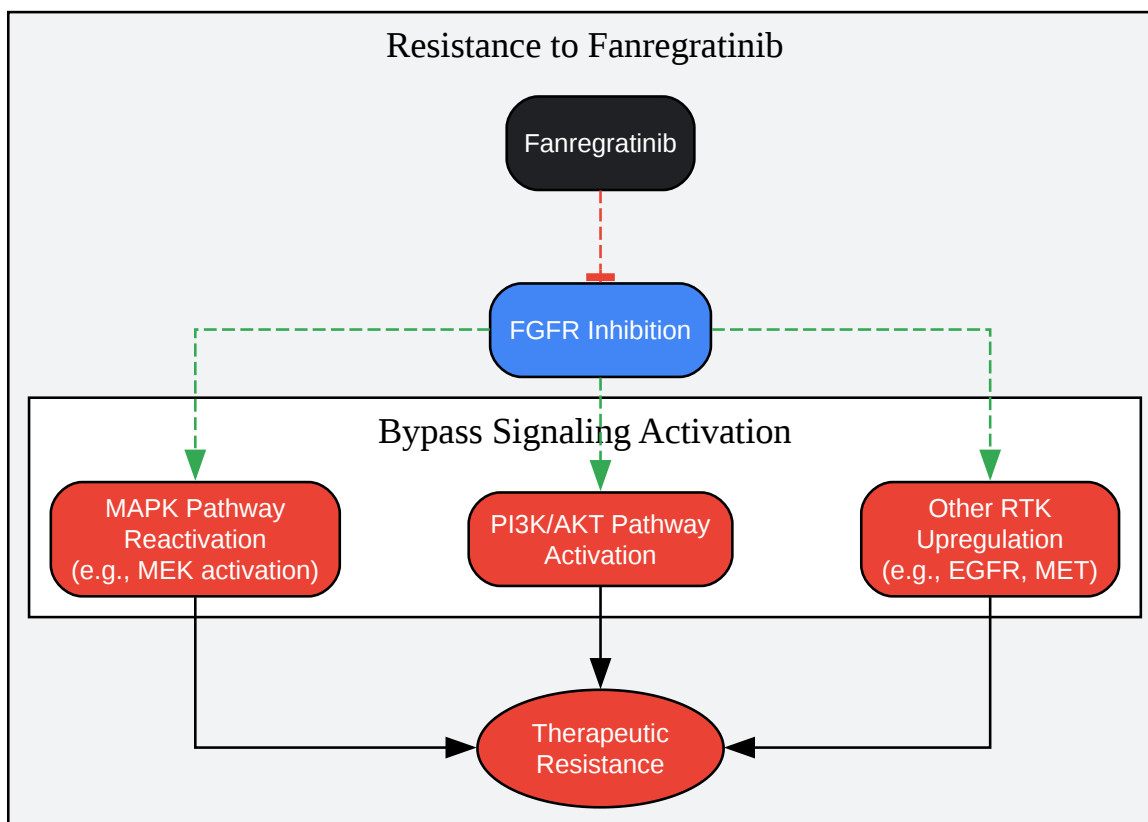 Resistance to Fanregratinib
Fanregratinib
FGFR Inhibition
Bypass Signaling Activation
MAPK Pathway
Reactivation
(e.g., MEK activation)
PI3K/AKT Pathway
Activation
Other RTK
Upregulation
(e.g., EGFR, MET)
Therapeutic
Resistance